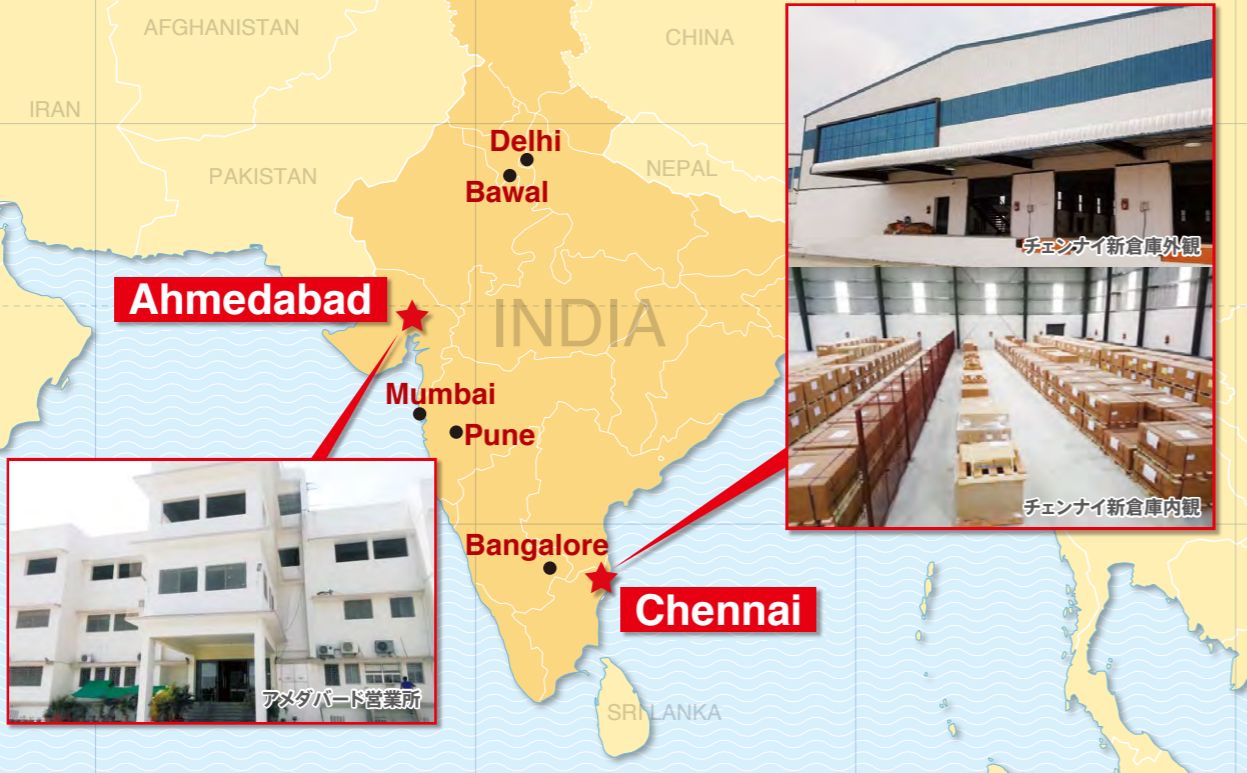 AFGHANISTAN
CHINA
IRAN
Delhi
PAKISTAN
NEPAL
Bawal
チェンナイ新倉庫外観
Ahmedabad
INDIA
Mumbai
Pune
チェンナイ新倉庫内観
Bangalore
Chennai
アメダバード営業所
SRI LANKA